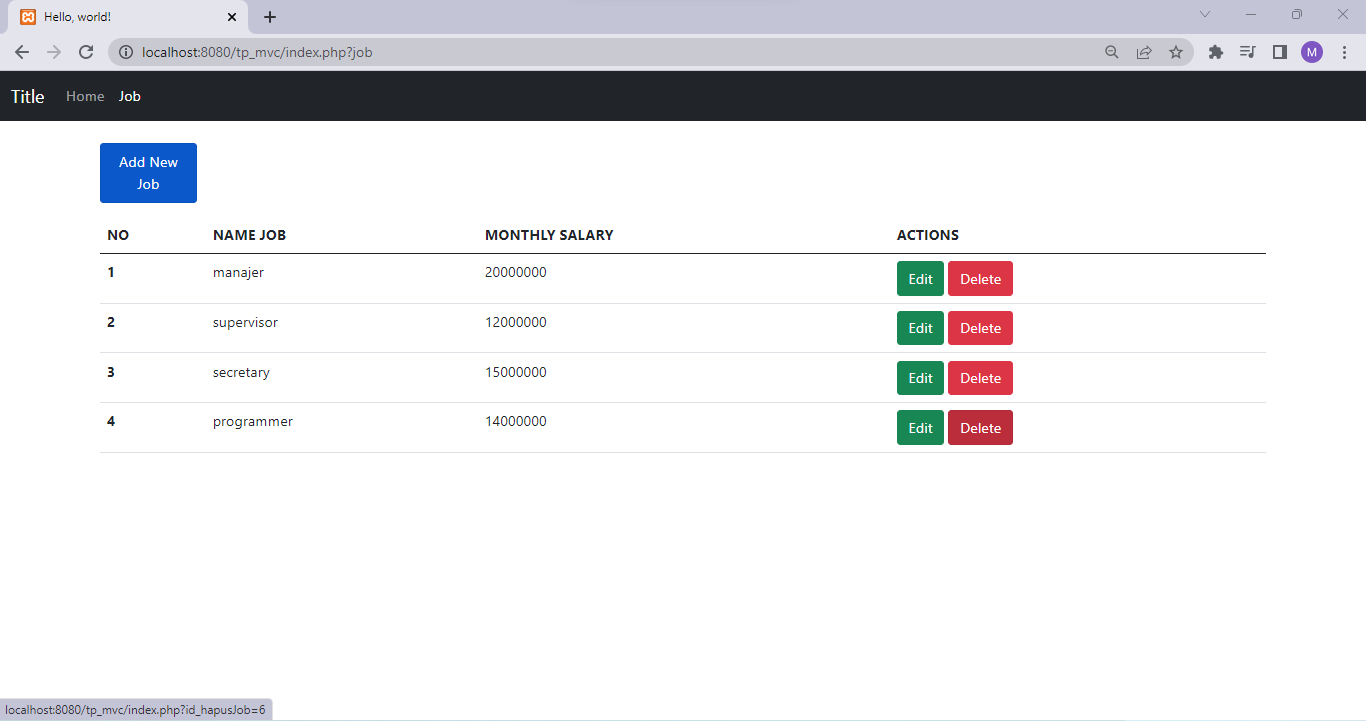 Hello, world!
localhost:8080/tp_mvc/index.php?job
M
Title Home Job
Add New
Job
NO NAME JOB MONTHLY SALARY ACTIONS
1 manajer 20000000 Edit Delete
2 supervisor 12000000 Edit Delete
3 secretary 15000000 Edit Delete
4 programmer 14000000 Edit Delete
localhost:8080/tp_mvc/index.php?id_hapusJob=6